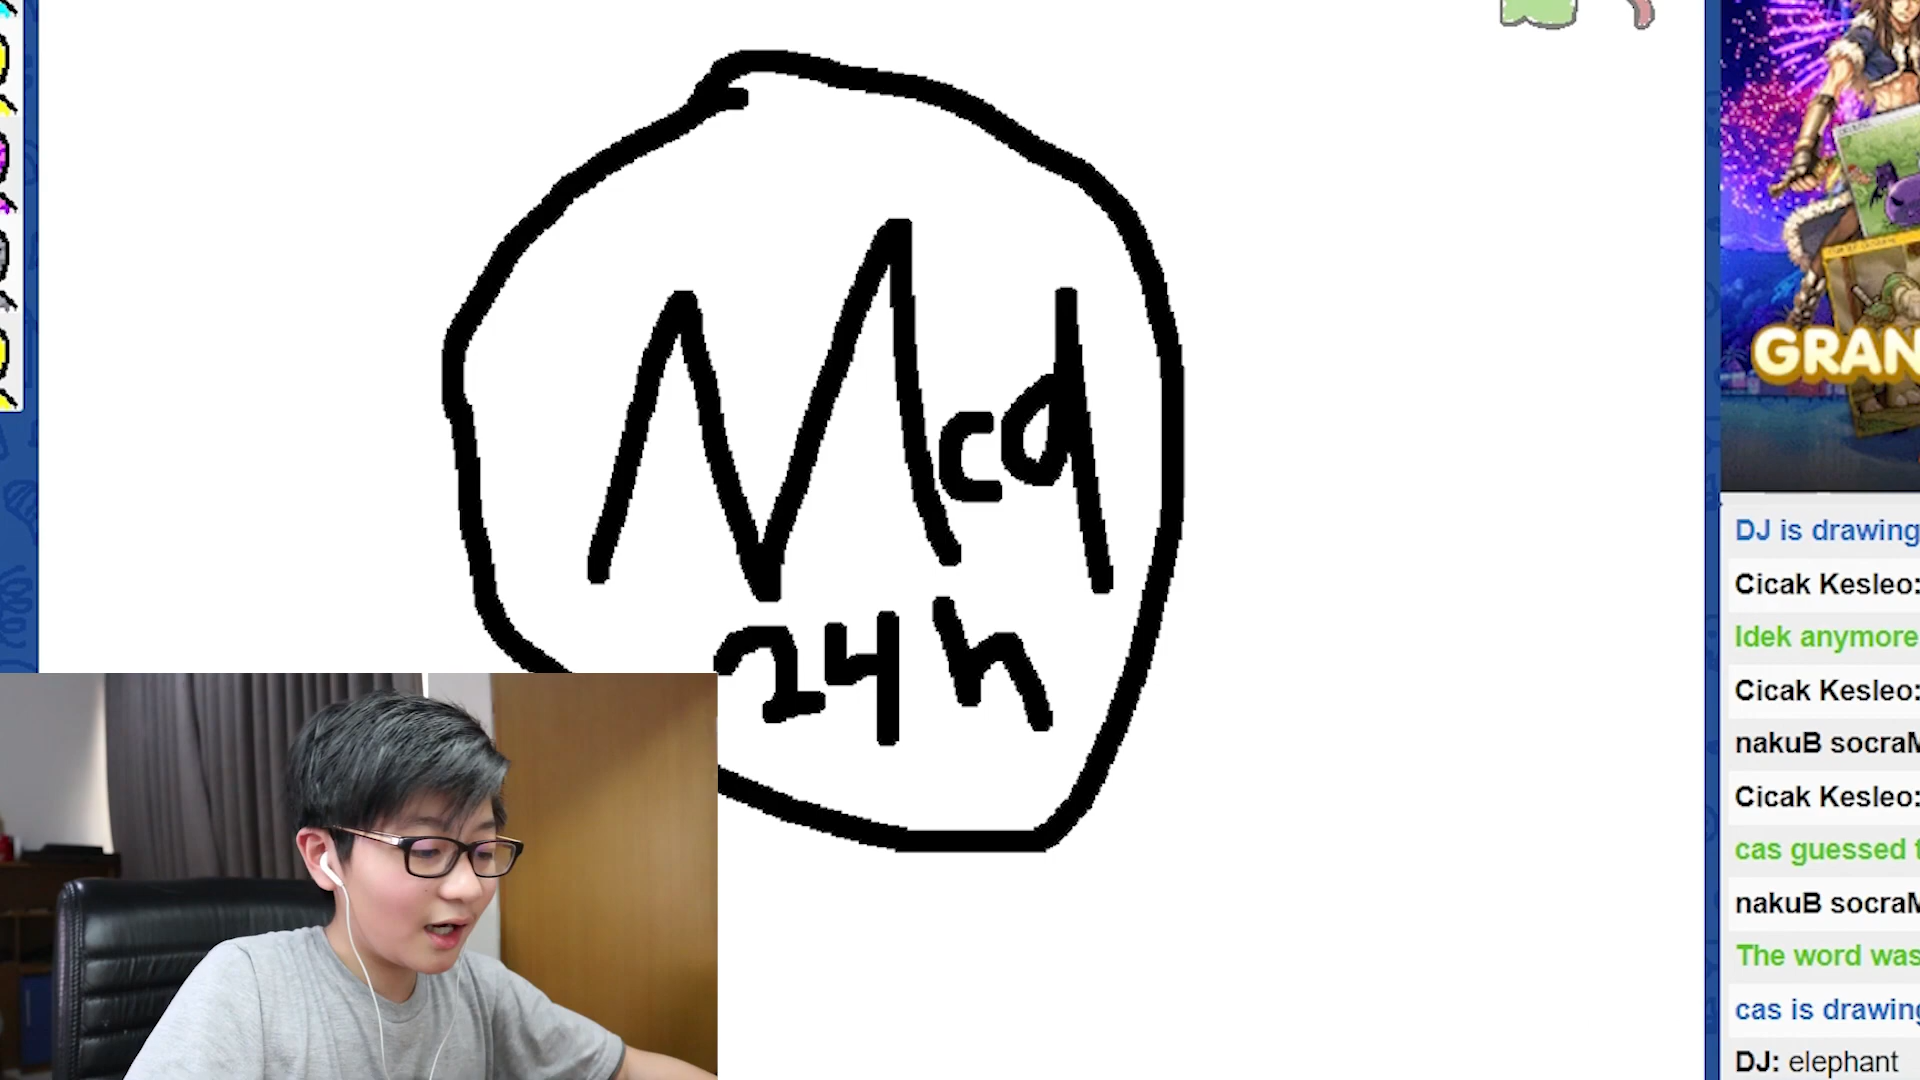 Mcd
24h
GRAN
DJ is drawing
Cicak Kesleo:
Idek anymore
Cicak Kesleo:
nakuB socraM
Cicak Kesleo:
cas guessed t
nakuB socraM
The word was
cas is drawing
DJ: elephant